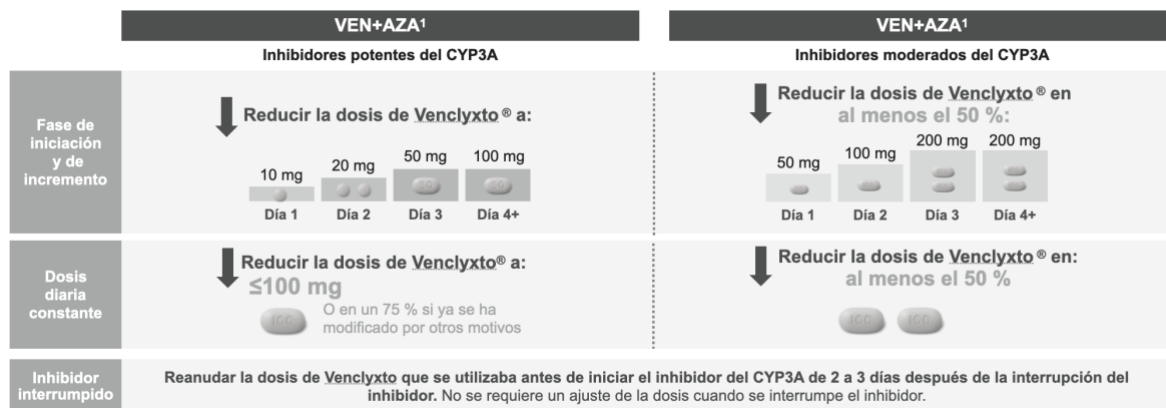 VEN+AZA¹
Inhibidores potentes del CYP3A
VEN+AZA¹
Inhibidores moderados del CYP3A
Fase de
iniciación
y de
incremento
Reducir la dosis de Venclyxto ® a:
10 mg
20 mg
50 mg
100 mg
Día 1
Día 2
Día 3
Día 4+
Reducir la dosis de Venclyxto ® en
al menos el 50 %:
50 mg
100 mg
200 mg
200 mg
Día 1
Día 2
Día 3
Día 4+
Dosis
diaria
constante
Reducir la dosis de Venclyxto® a:
≤100 mg
100
O en un 75 % si ya se ha
modificado por otros motivos
Reducir la dosis de Venclyxto ® en:
al menos el 50 %
100
100
Inhibidor
interrumpido
Reanudar la dosis de Venclyxto que se utilizaba antes de iniciar el inhibidor del CYP3A de 2 a 3 días después de la interrupción del
inhibidor. No se requiere un ajuste de la dosis cuando se interrumpe el inhibidor.